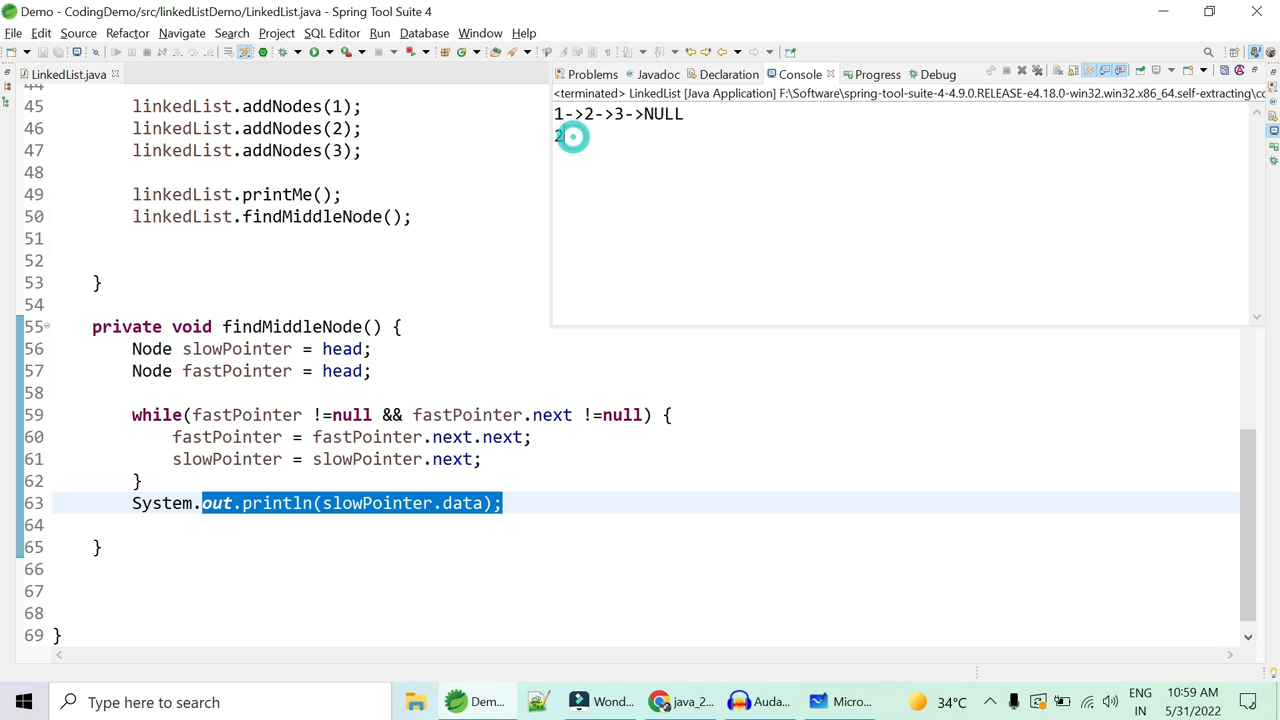 Demo - CodingDemo/src/linkedListDemo/LinkedList.java - Spring Tool Suite 4
File Edit Source Refactor Navigate Search Project SQL Editor Run Database Window Help
LinkedList.java
Problems Javadoc Declaration Console Progress Debug
<terminated> LinkedList [Java Application] F:\Software\spring-tool-suite-4-4.9.0.RELEASE-e4.18.0-win32.win32.x86_64.self-extracting\co
1->2->3->NULL
2
44
45 linkedList.addNodes(1);
46 linkedList.addNodes(2);
47 linkedList.addNodes(3);
48
49 linkedList.printMe();
50 linkedList.findMiddleNode();
51
52
53 }
54
55 private void findMiddleNode() {
56 Node slowPointer = head;
57 Node fastPointer = head;
58
59 while(fastPointer !=null && fastPointer.next !=null) {
60 fastPointer = fastPointer.next.next;
61 slowPointer = slowPointer.next;
62 }
63 System.out.println(slowPointer.data);
64
65 }
66
67
68
69 }
Type here to search
Dem...
Wond...
java_2...
Auda...
Micro...
34°C
ENG
IN
10:59 AM
5/31/2022